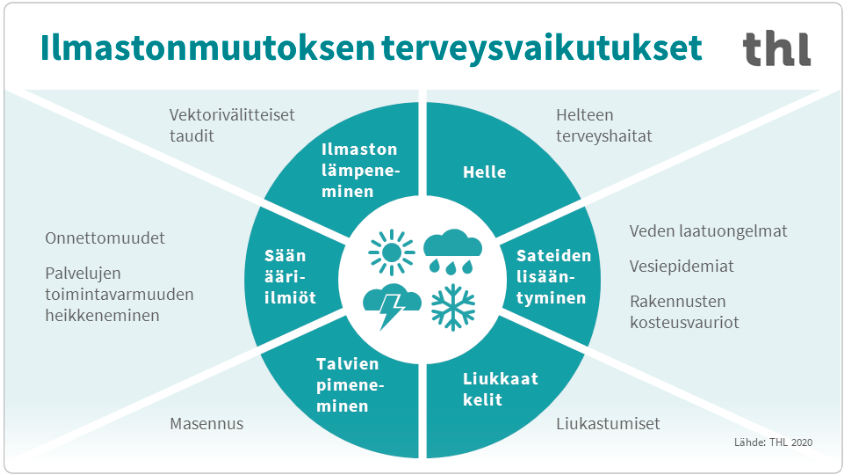 Ilmastonmuutoksen terveysvaikutukset
thl
Vektorivälitteiset
taudit
Ilmaston
lämpene-
minen
Helle
Helteen
terveyshaitat
Onnettomuudet
Palvelujen
toimintavarmuuden
heikkeneminen
Sään
ääri-
ilmiöt
Sateiden
lisään-
tyminen
Veden laatuongelmat
Vesiepidemiat
Rakennusten
kosteusvauriot
Talvien
pimene-
minen
Masennus
Liukkaat
kelit
Liukastumiset
Lähde: THL 2020